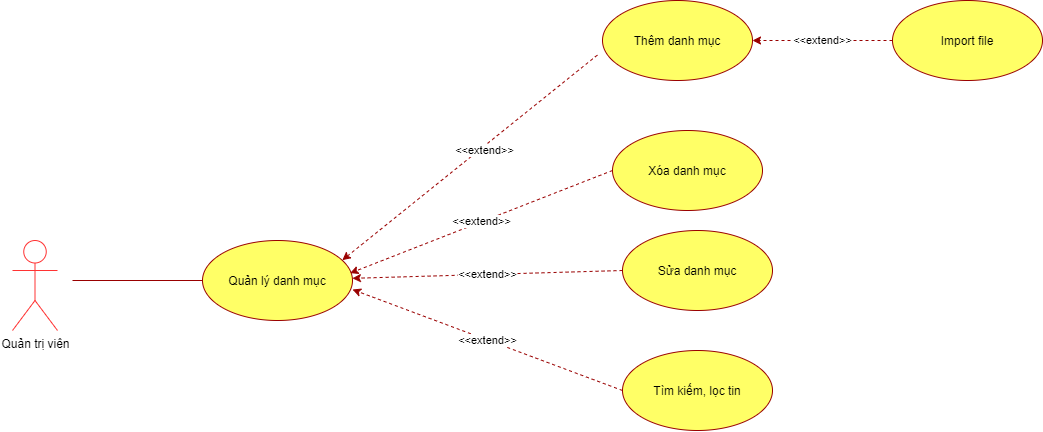 Thêm danh mục
<<extend>>
Import file
<<extend>>
Xóa danh mục
<<extend>>
Quản lý danh mục
<<extend>>
Sửa danh mục
Quản trị viên
<<extend>>
Tìm kiếm, lọc tin